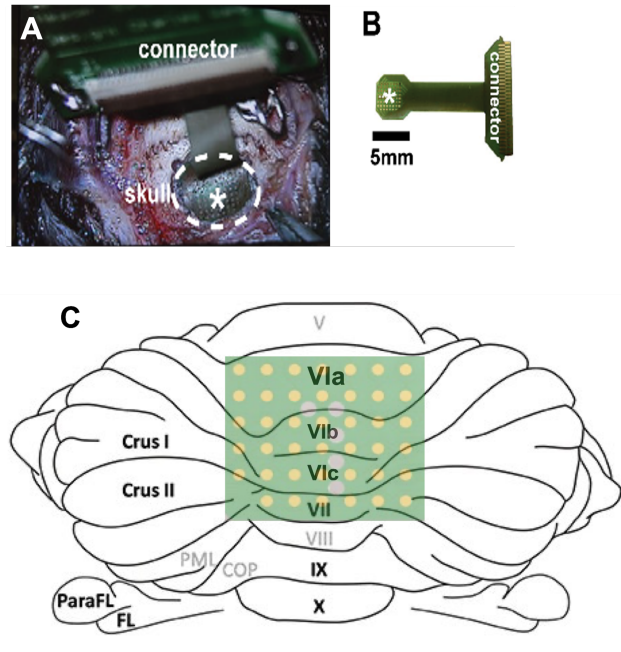 A
connector
skull
*
B
*
connector
5mm
C
V
VIa
VIb
Crus I
VIc
Crus II
VII
VIII
PML
COP
IX
ParaFL
X
FL